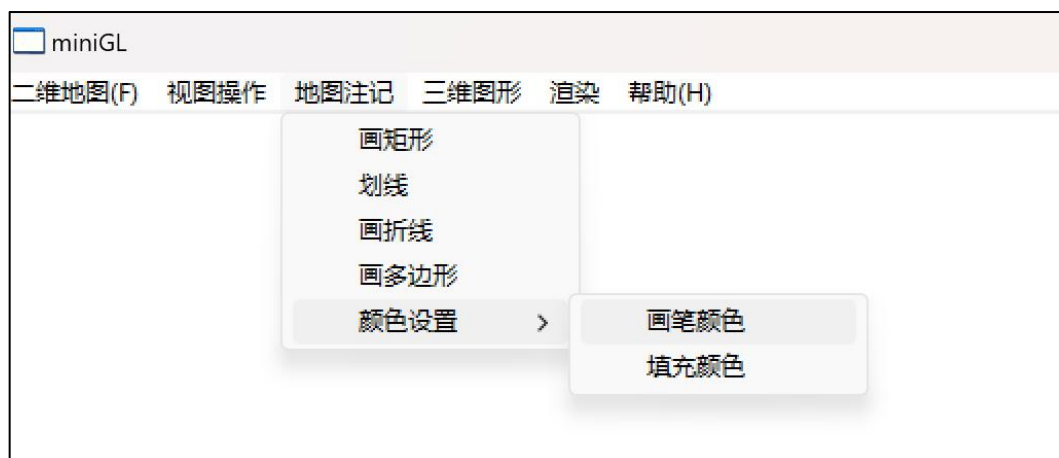 miniGL
二维地图(F) 视图操作 地图注记 三维图形 渲染 帮助(H)
画矩形
划线
画折线
画多边形
颜色设置 > 画笔颜色
填充颜色